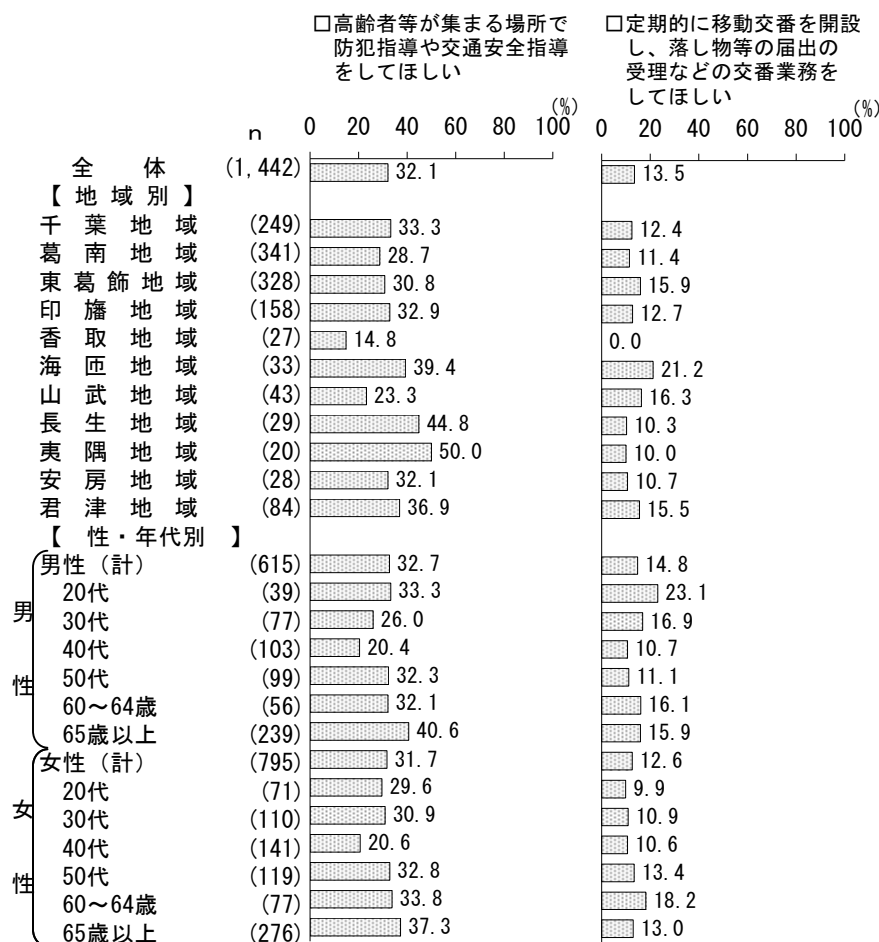 □高齢者等が集まる場所で
防犯指導や交通安全指導
をしてほしい
□定期的に移動交番を開設
し、落し物等の届出の
受理などの交番業務を
してほしい
(%)
(%)
n 0 20 40 60 80 100 0 20 40 60 80 100
全体 (1,442) 32.1 13.5
【地域別】
千葉地域 (249) 33.3 12.4
葛南地域 (341) 28.7 11.4
東葛飾地域 (328) 30.8 15.9
印旛地域 (158) 32.9 12.7
香取地域 (27) 14.8 0.0
海匝地域 (33) 39.4 21.2
山武地域 (43) 23.3 16.3
長生地域 (29) 44.8 10.3
夷隅地域 (20) 50.0 10.0
安房地域 (28) 32.1 10.7
君津地域 (84) 36.9 15.5
【性・年代別】
男性
男性(計) (615) 32.7 14.8
20代 (39) 33.3 23.1
30代 (77) 26.0 16.9
40代 (103) 20.4 10.7
50代 (99) 32.3 11.1
60～64歳 (56) 32.1 16.1
65歳以上 (239) 40.6 15.9
女性
女性(計) (795) 31.7 12.6
20代 (71) 29.6 9.9
30代 (110) 30.9 10.9
40代 (141) 20.6 10.6
50代 (119) 32.8 13.4
60～64歳 (77) 33.8 18.2
65歳以上 (276) 37.3 13.0